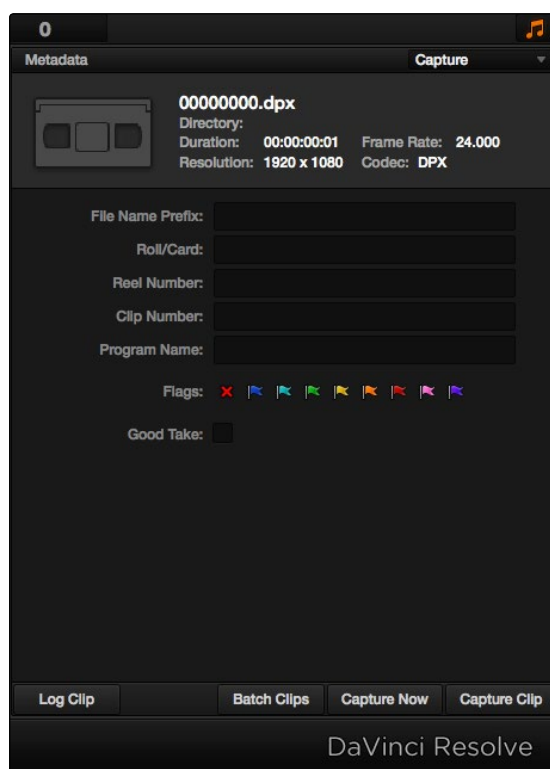 0
Metadata Capture
00000000.dpx
Directory:
Duration: 00:00:00:01 Frame Rate: 24.000
Resolution: 1920 x 1080 Codec: DPX
File Name Prefix:
Roll/Card:
Reel Number:
Clip Number:
Program Name:
Flags:
Good Take:
Log Clip Batch Clips Capture Now Capture Clip
DaVinci Resolve